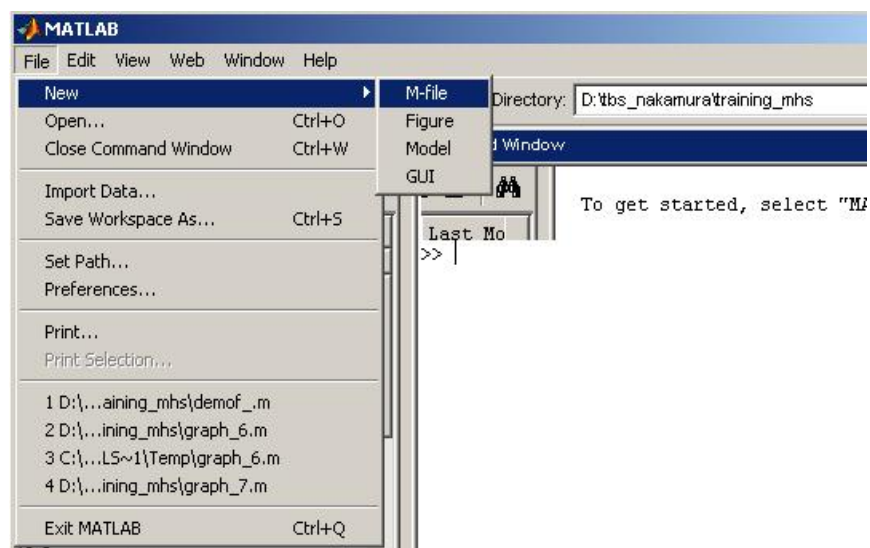 MATLAB
File Edit View Web Window Help
New
Open... Ctrl+O
Close Command Window Ctrl+W
Import Data...
Save Workspace As... Ctrl+S
Set Path...
Preferences...
Print...
Print Selection...
1 D:\...aining_mhs\demof_.m
2 D:\...ining_mhs\graph_6.m
3 C:\...LS~1\Temp\graph_6.m
4 D:\...ining_mhs\graph_7.m
Exit MATLAB Ctrl+Q
M-file
Figure
Model
GUI
Directory: D:\tbs_nakamura\training_mhs
d Window
To get started, select "MA
Last Mo
>>